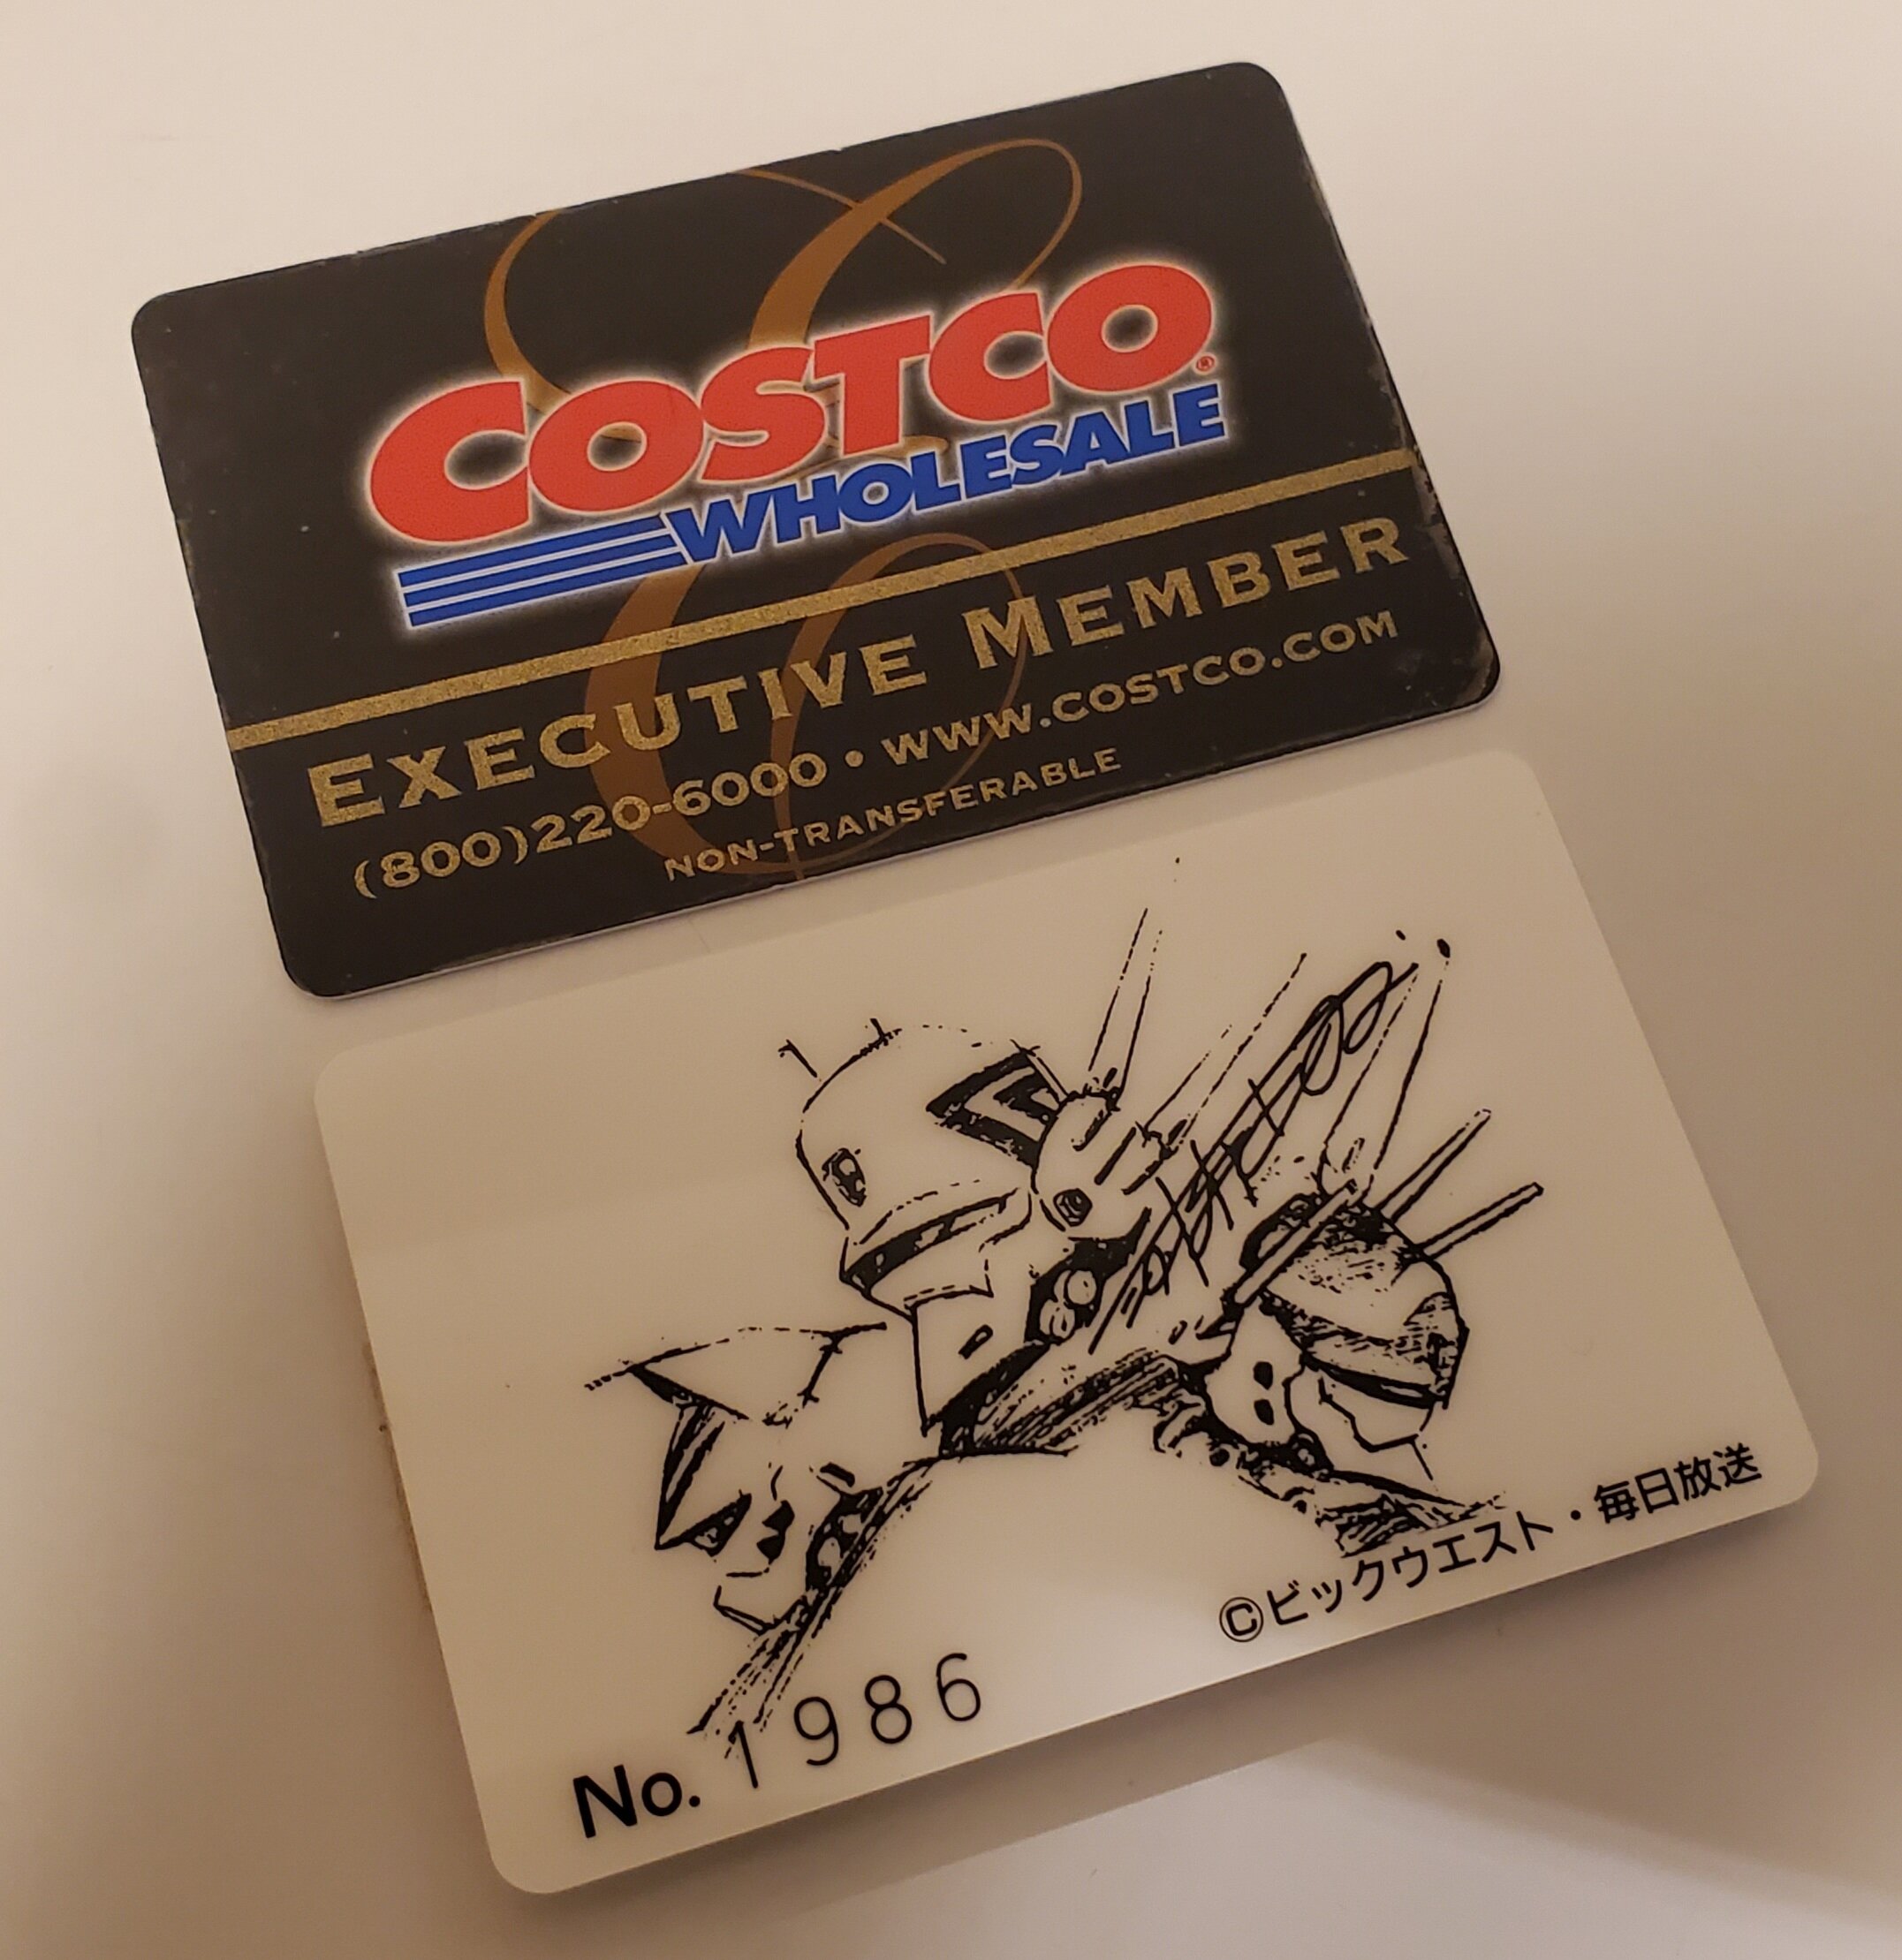 COSTCO®
WHOLESALE
EXECUTIVE MEMBER
(800)220-6000 • WWW.COSTCO.COM
NON-TRANSFERABLE
©ビックウエスト・毎日放送
No. 1986